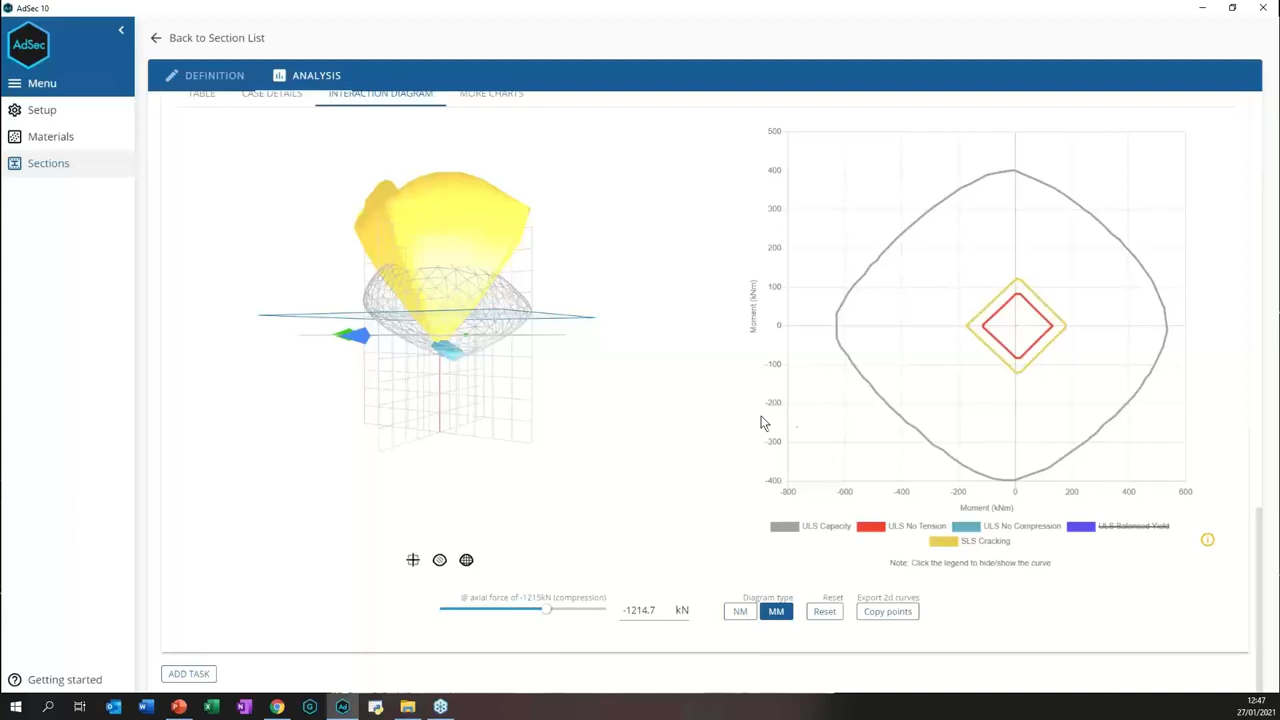 AdSec 10
AdSec
Back to Section List
Menu
DEFINITION
ANALYSIS
TABLE
CASE DETAILS
INTERACTION DIAGRAM
MORE CHARTS
Setup
Materials
Sections
500
400
300
200
100
0
-100
-200
-300
-400
Moment (kNm)
-800
-600
-400
-200
0
200
400
600
Moment (kNm)
ULS Capacity
ULS No Tension
ULS No Compression
ULS Balanced Yield
SLS Cracking
Note: Click the legend to hide/show the curve
@ axial force of -1215kN (compression)
-1214.7 kN
Diagram type
NM
MM
Reset
Reset
Export 2d curves
Copy points
ADD TASK
Getting started
12:47
27/01/2021